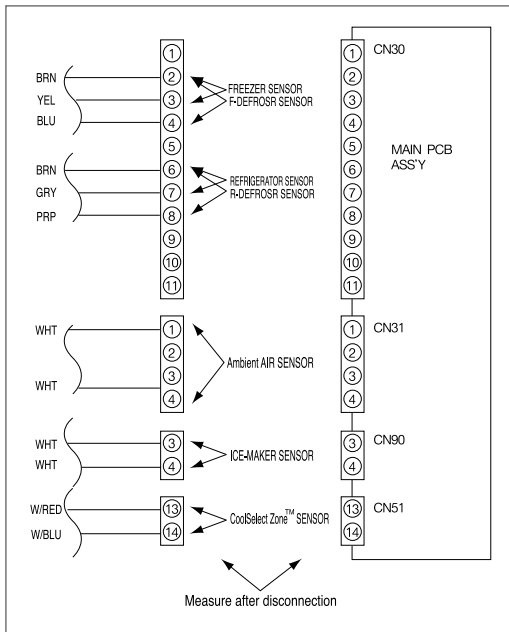 ① ① CN30
BRN ② ②
FREEZER SENSOR
YEL ③ ③
F-DEFROSR SENSOR
BLU ④ ④
⑤ ⑤
MAIN PCB
ASS'Y
BRN ⑥ ⑥
REFRIGERATOR SENSOR
GRY ⑦ ⑦
R-DEFROSR SENSOR
PRP ⑧ ⑧
⑨ ⑨
⑩ ⑩
⑪ ⑪
WHT ① ① CN31
② ②
Ambient AIR SENSOR
③ ③
WHT ④ ④
WHT ③ ③ CN90
ICE-MAKER SENSOR
WHT ④ ④
W/RED ⑬ ⑬ CN51
CoolSelect Zone™ SENSOR
W/BLU ⑭ ⑭
Measure after disconnection